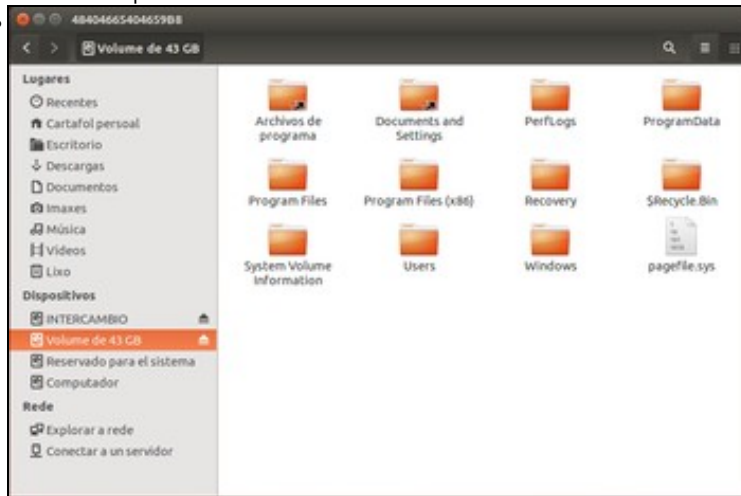 4840466540465988
Volume de 43 GB
Lugares
Recentes
Cartafol persoal
Escritorio
Descargas
Documentos
Imaxes
Música
Vídeos
Lixo
Dispositivos
INTERCAMBIO
Volume de 43 GB
Reservado para el sistema
Computador
Rede
Explorar a rede
Conectar a un servidor
Archivos de
programa
Documents and
Settings
PerfLogs
ProgramData
Program Files
Program Files (x86)
Recovery
$Recycle.Bin
System Volume
Information
Users
Windows
pagefile.sys